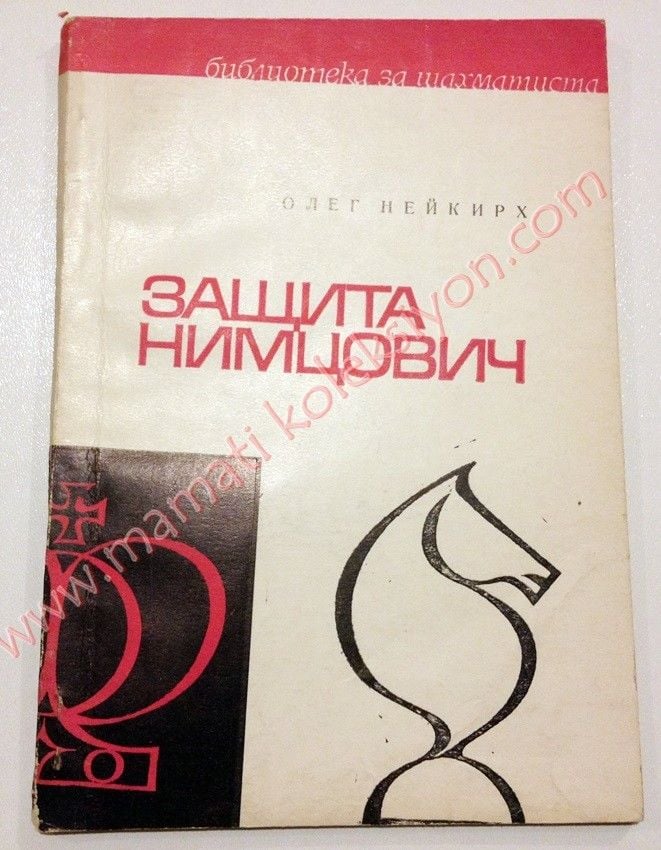 библиотека за шахматиста
ОЛЕГ НЕЙКИРХ
ЗАЩИТА
НИМЦОВИЧ
www.mamati koleksiyon.com